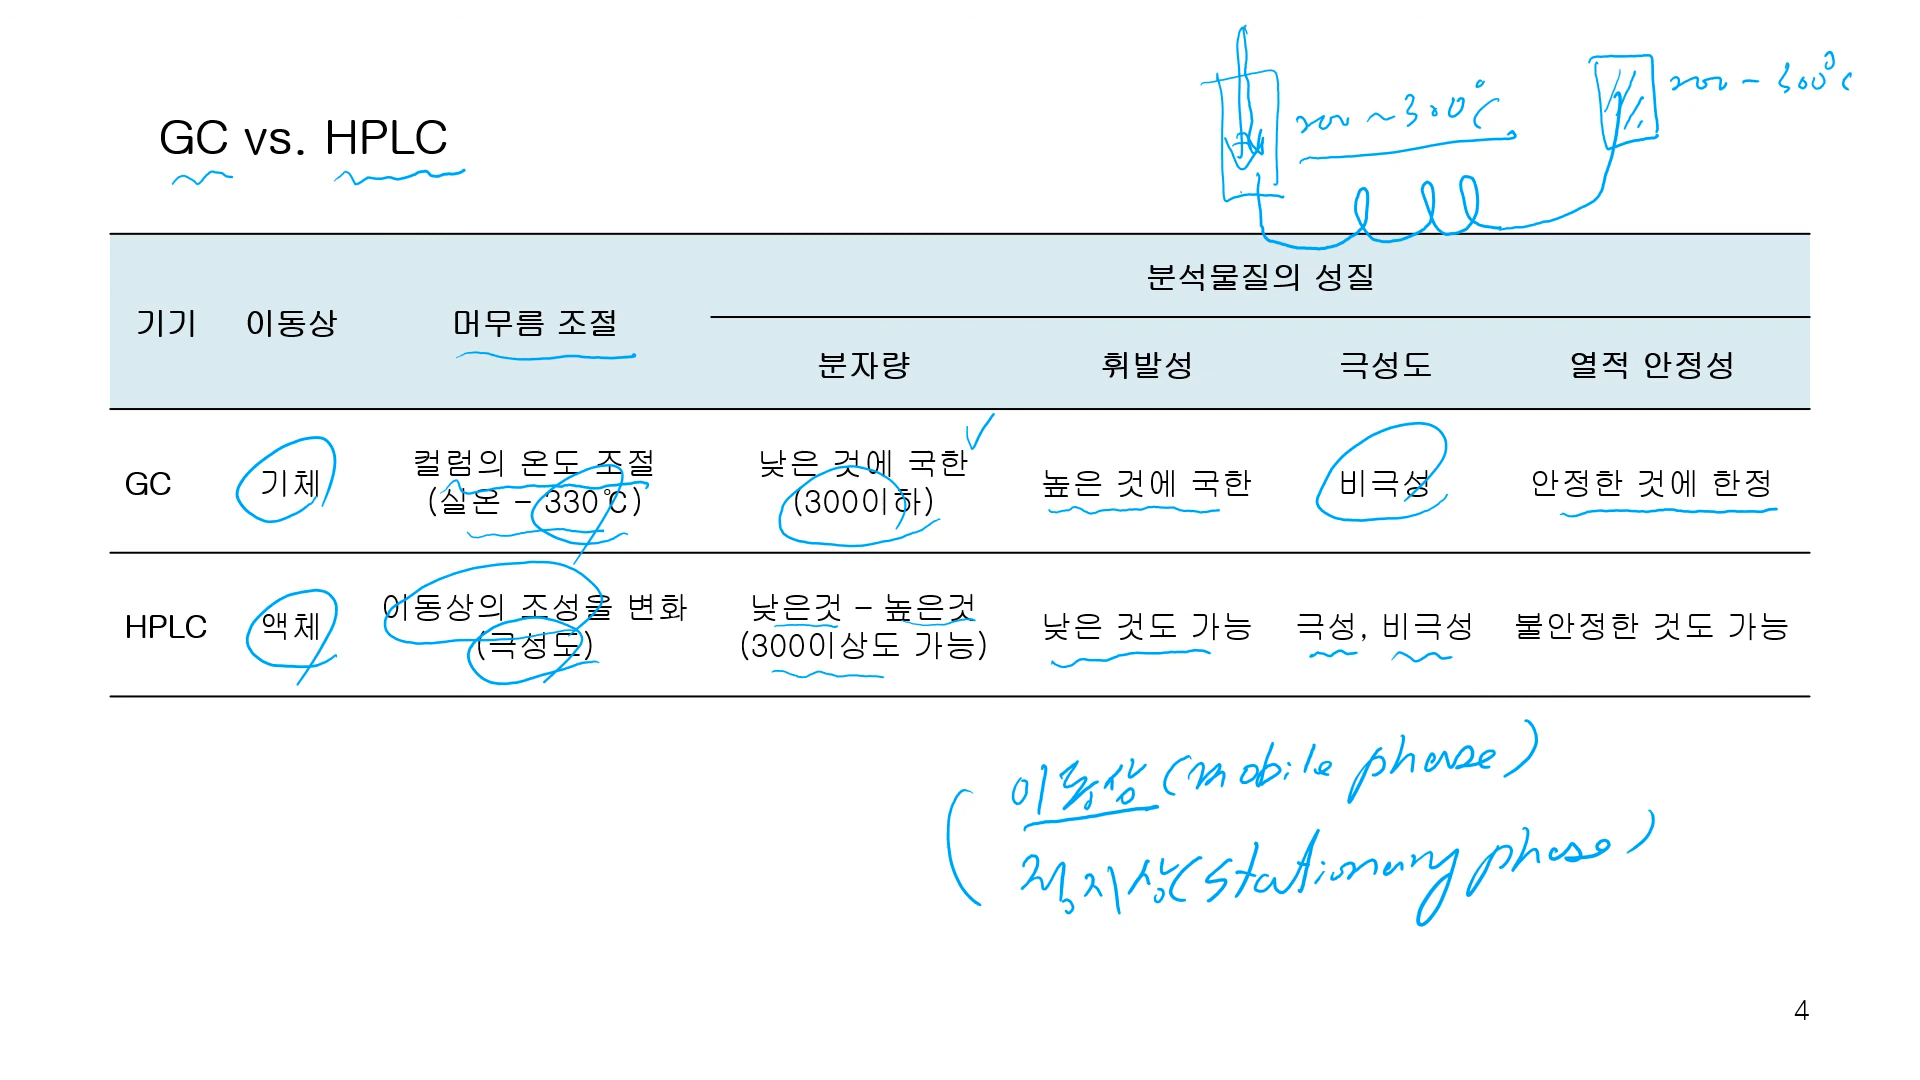 200 ~ 300℃
200 - 300℃
GC vs. HPLC
분석물질의 성질
기기 이동상 머무름 조절
분자량 휘발성 극성도 열적 안정성
컬럼의 온도 조절 낮은 것에 국한
GC 기체 높은 것에 국한 비극성 안정한 것에 한정
(실온 - 330℃) (300이하)
이동상의 조성을 변화 낮은것 - 높은것
HPLC 액체 낮은 것도 가능 극성, 비극성 불안정한 것도 가능
(극성도) (300이상도 가능)
이동상(mobile phase)
정지상(stationary phase)
4